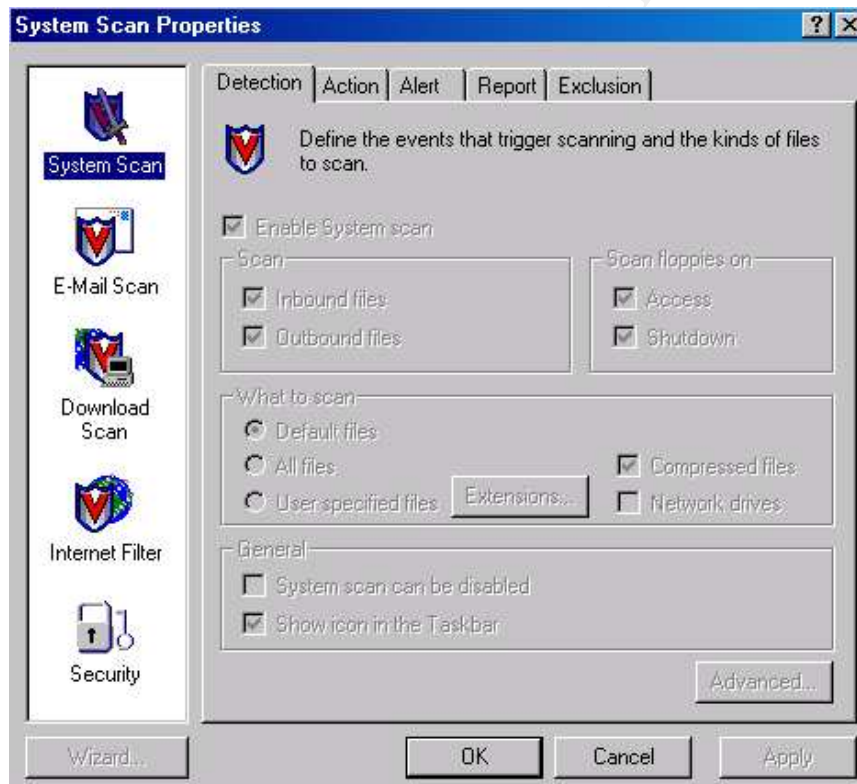 System Scan Properties
System Scan
E-Mail Scan
Download
Scan
Internet Filter
Security
Detection Action Alert Report Exclusion
Define the events that trigger scanning and the kinds of files
to scan.
Enable System scan
Scan
Inbound files
Outbound files
Scan floppies on
Access
Shutdown
What to scan
Default files
All files
User specified files
Extensions...
Compressed files
Network drives
General
System scan can be disabled
Show icon in the Taskbar
Advanced...
Wizard...
OK
Cancel
Apply